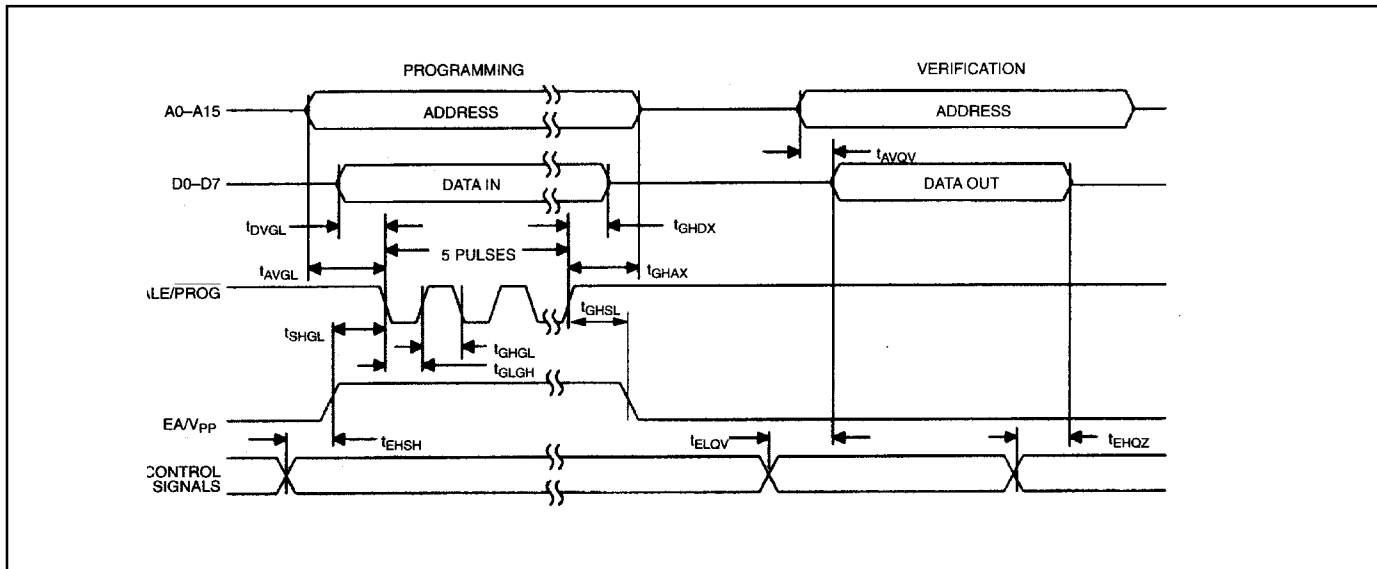 PROGRAMMING VERIFICATION
A0–A15 ADDRESS ADDRESS
tAVQV
D0–D7 DATA IN DATA OUT
tDVGL tGHDX
5 PULSES
tAVGL tGHAX
ALE/PROG
tGHSL
tSHGL
tGHGL
tGLGH
EA/VPP
tEHSH tELQV tEHQZ
CONTROL
SIGNALS